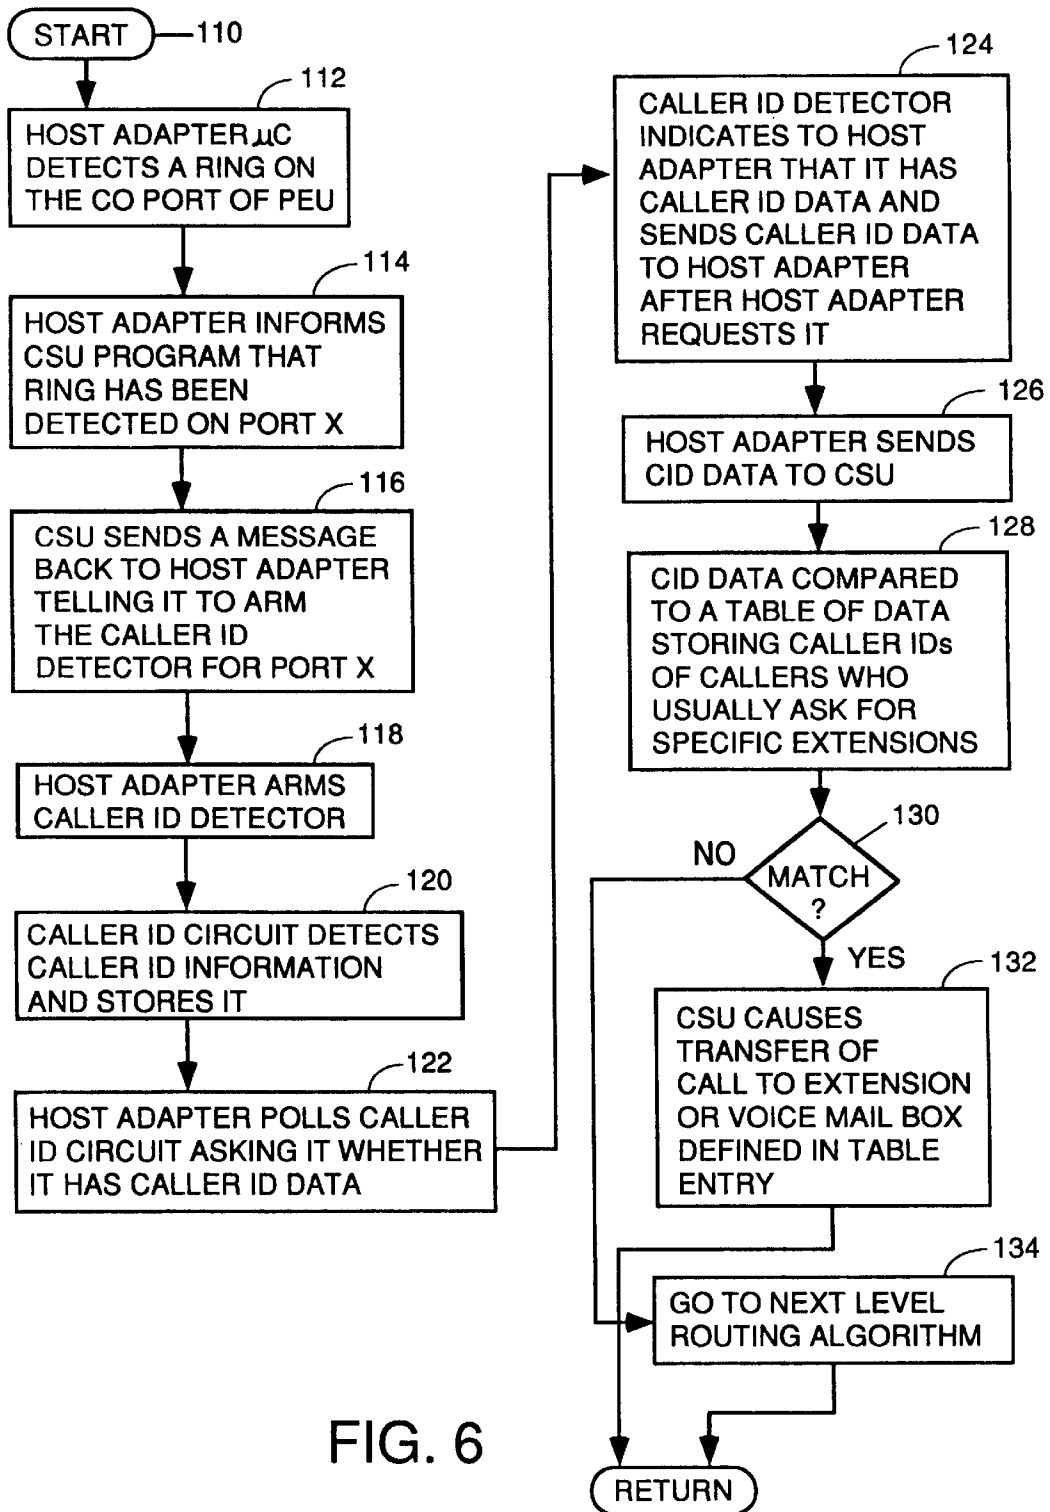 START
110
112
HOST ADAPTER µC
DETECTS A RING ON
THE CO PORT OF PEU
114
HOST ADAPTER INFORMS
CSU PROGRAM THAT
RING HAS BEEN
DETECTED ON PORT X
116
CSU SENDS A MESSAGE
BACK TO HOST ADAPTER
TELLING IT TO ARM
THE CALLER ID
DETECTOR FOR PORT X
118
HOST ADAPTER ARMS
CALLER ID DETECTOR
120
CALLER ID CIRCUIT DETECTS
CALLER ID INFORMATION
AND STORES IT
122
HOST ADAPTER POLLS CALLER
ID CIRCUIT ASKING IT WHETHER
IT HAS CALLER ID DATA
124
CALLER ID DETECTOR
INDICATES TO HOST
ADAPTER THAT IT HAS
CALLER ID DATA AND
SENDS CALLER ID DATA
TO HOST ADAPTER
AFTER HOST ADAPTER
REQUESTS IT
126
HOST ADAPTER SENDS
CID DATA TO CSU
128
CID DATA COMPARED
TO A TABLE OF DATA
STORING CALLER IDs
OF CALLERS WHO
USUALLY ASK FOR
SPECIFIC EXTENSIONS
130
NO
MATCH
?
YES
132
CSU CAUSES
TRANSFER OF
CALL TO EXTENSION
OR VOICE MAIL BOX
DEFINED IN TABLE
ENTRY
134
GO TO NEXT LEVEL
ROUTING ALGORITHM
RETURN
FIG. 6